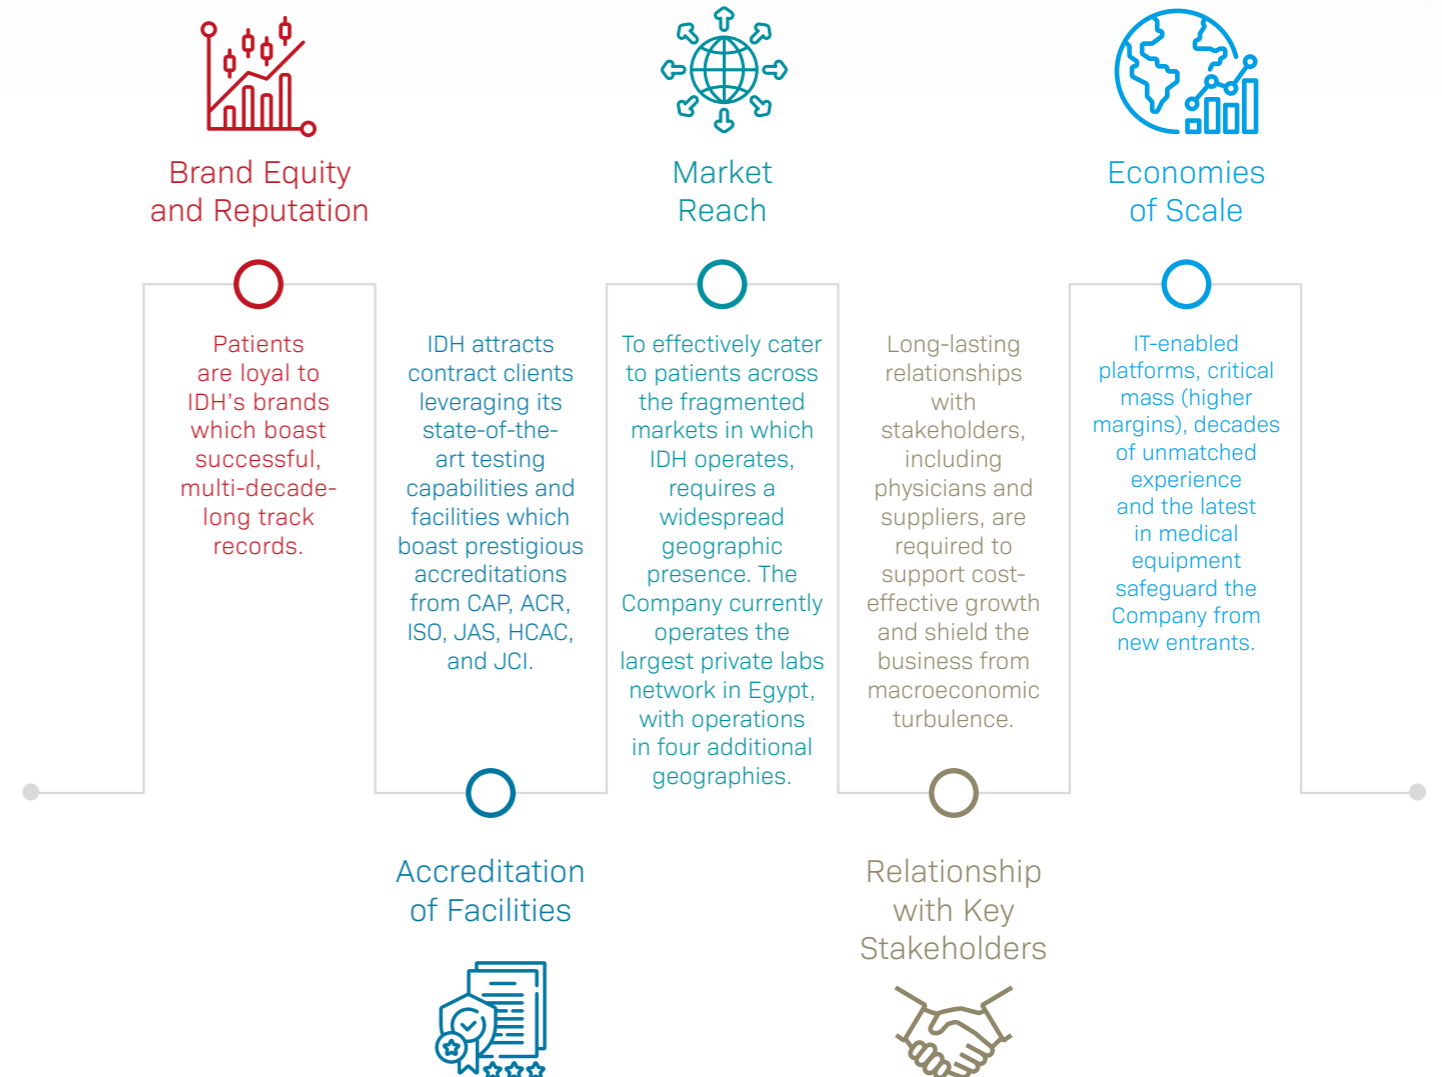 Brand Equity
and Reputation
Patients
are loyal to
IDH's brands
which boast
successful,
multi-decade-
long track
records.
Accreditation
of Facilities
IDH attracts
contract clients
leveraging its
state-of-the-
art testing
capabilities and
facilities which
boast prestigious
accreditations
from CAP, ACR,
ISO, JAS, HCAC,
and JCI.
Market
Reach
To effectively cater
to patients across
the fragmented
markets in which
IDH operates,
requires a
widespread
geographic
presence. The
Company currently
operates the
largest private labs
network in Egypt,
with operations
in four additional
geographies.
Relationship
with Key
Stakeholders
Long-lasting
relationships
with
stakeholders,
including
physicians and
suppliers, are
required to
support cost-
effective growth
and shield the
business from
macroeconomic
turbulence.
Economies
of Scale
IT-enabled
platforms, critical
mass (higher
margins), decades
of unmatched
experience
and the latest
in medical
equipment
safeguard the
Company from
new entrants.